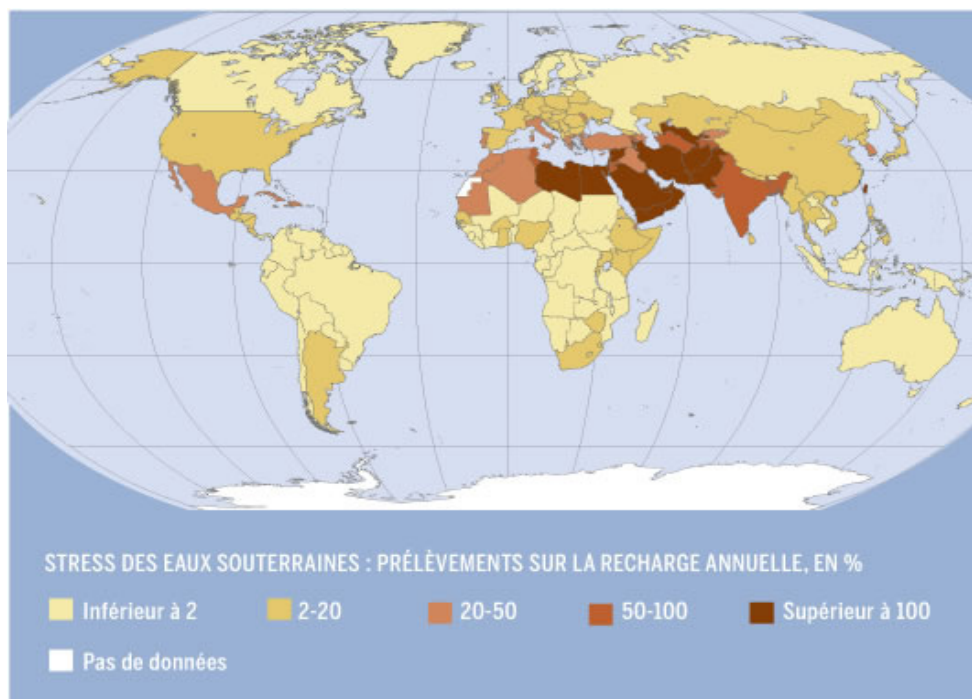 STRESS DES EAUX SOUTERRAINES : PRÉLÈVEMENTS SUR LA RECHARGE ANNUELLE, EN %
Inférieur à 2
2-20
20-50
50-100
Supérieur à 100
Pas de données